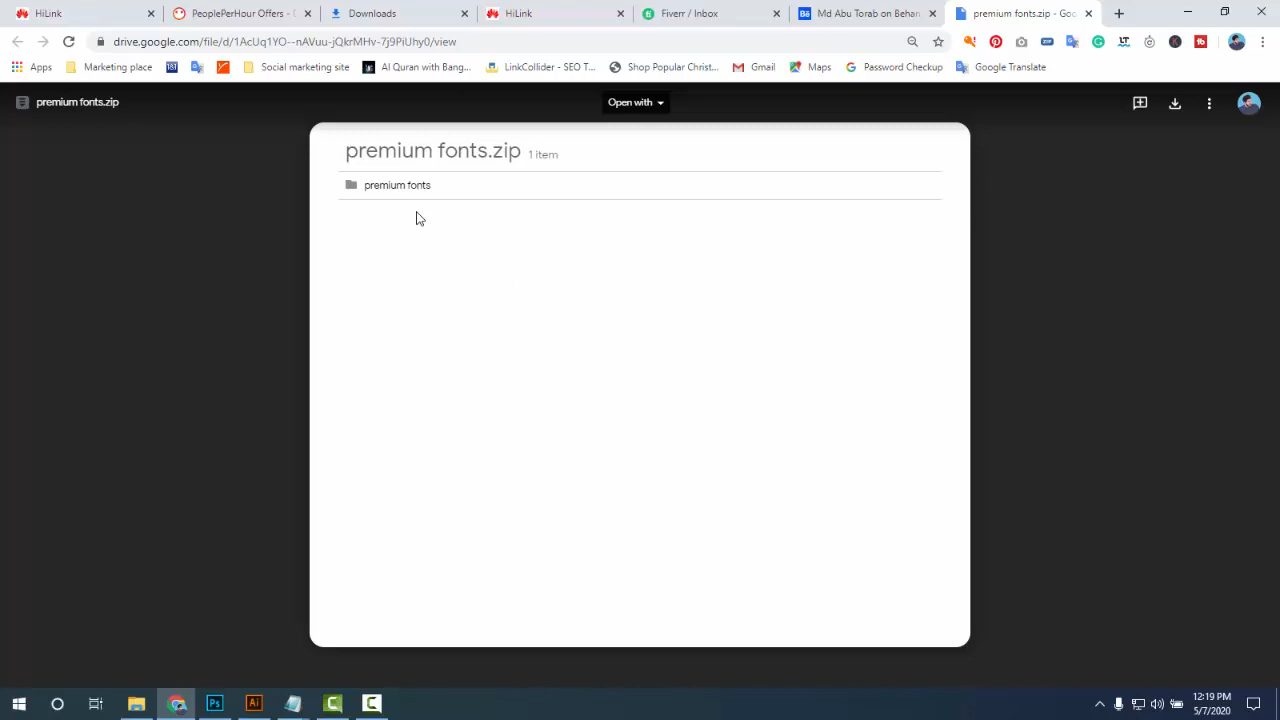 HiLink
PeoplePerHour Offers - 
Downloads
HiLink
Fiverr / Inbox
Md Abu Torab on Behan
premium fonts.zip - Goo
drive.google.com/file/d/1AcUq1YO--nAVuu-jQkrMHv-7j9PiUhy0/view
Apps
Marketing place
Social marketing site
Al Quran with Bang...
LinkCollider - SEO T...
Shop Popular Christ...
Gmail
Maps
Password Checkup
Google Translate
premium fonts.zip
Open with
premium fonts.zip 1 item
premium fonts
Ps
Ai
12:19 PM
5/7/2020